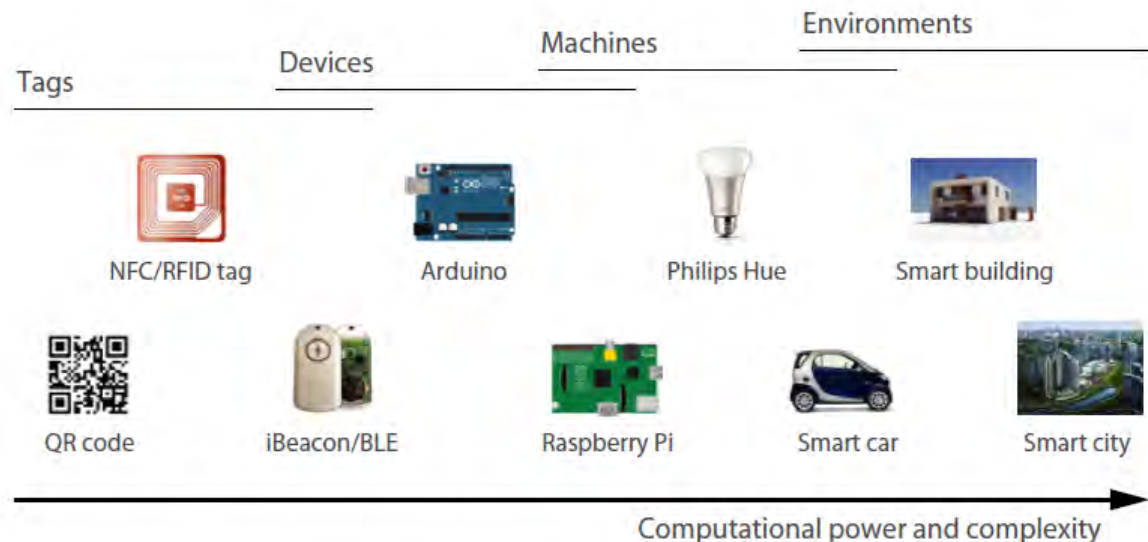 Environments
Machines
Devices
Tags
NFC/RFID tag
Arduino
Philips Hue
Smart building
QR code
iBeacon/BLE
Raspberry Pi
Smart car
Smart city
Computational power and complexity